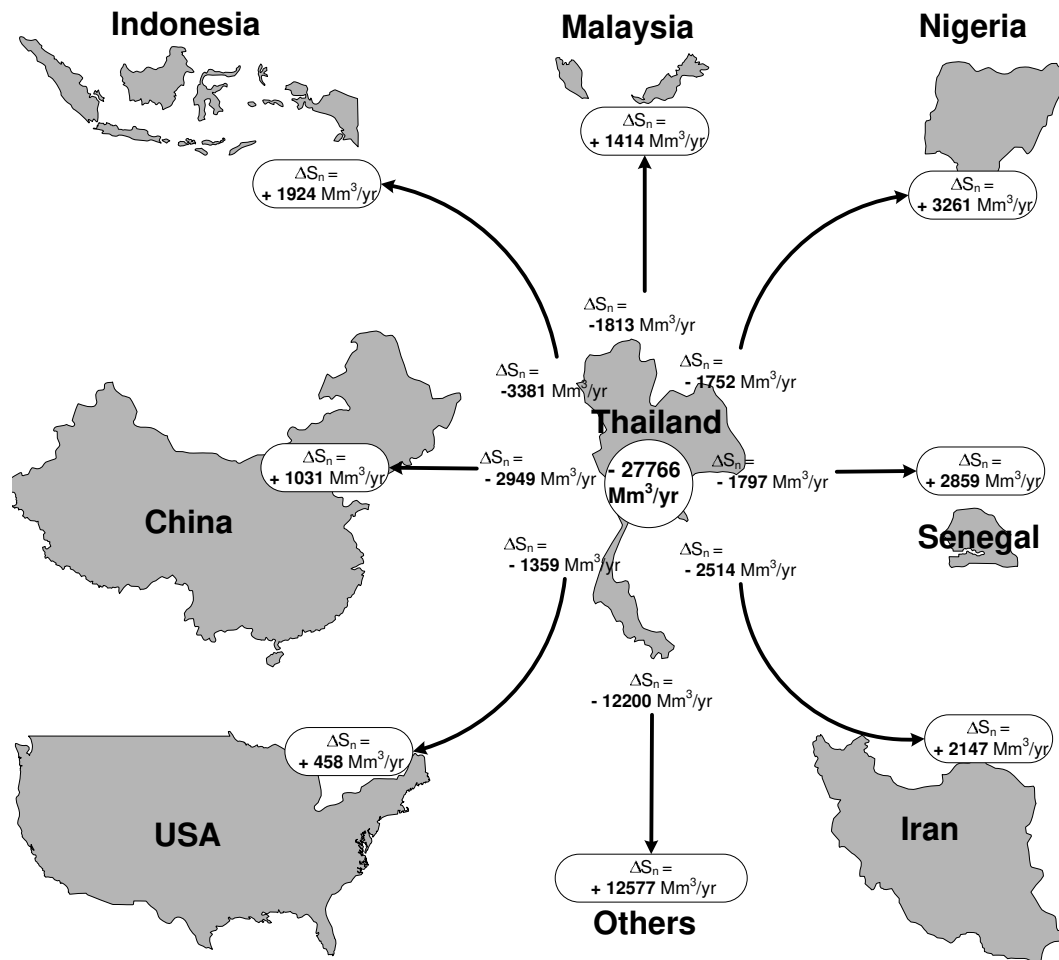 Indonesia
Malaysia
Nigeria
ΔSₙ =
+ 1414 Mm³/yr
ΔSₙ =
+ 1924 Mm³/yr
ΔSₙ =
+ 3261 Mm³/yr
ΔSₙ =
-1813 Mm³/yr
ΔSₙ =
-3381 Mm³/yr
ΔSₙ =
- 1752 Mm³/yr
Thailand
- 27766
Mm³/yr
ΔSₙ =
+ 1031 Mm³/yr
ΔSₙ =
- 2949 Mm³/yr
ΔSₙ =
- 1797 Mm³/yr
ΔSₙ =
+ 2859 Mm³/yr
China
Senegal
ΔSₙ =
- 1359 Mm³/yr
ΔSₙ =
- 2514 Mm³/yr
ΔSₙ =
- 12200 Mm³/yr
ΔSₙ =
+ 458 Mm³/yr
ΔSₙ =
+ 2147 Mm³/yr
USA
Iran
ΔSₙ =
+ 12577 Mm³/yr
Others